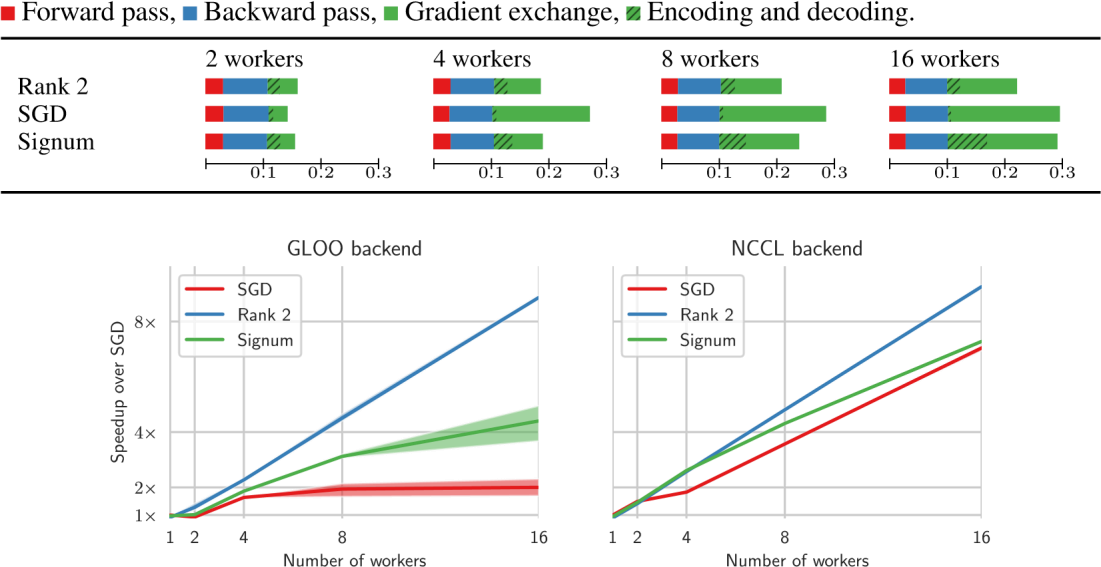 Forward pass, Backward pass, Gradient exchange, Encoding and decoding.
2 workers 4 workers 8 workers 16 workers
Rank 2
SGD
Signum
0.1 0.2 0.3 0.1 0.2 0.3 0.1 0.2 0.3 0.1 0.2 0.3
GLOO backend
SGD
Rank 2
Signum
Speedup over SGD
8×
4×
2×
1×
1 2 4 8 16
Number of workers
NCCL backend
SGD
Rank 2
Signum
1 2 4 8 16
Number of workers